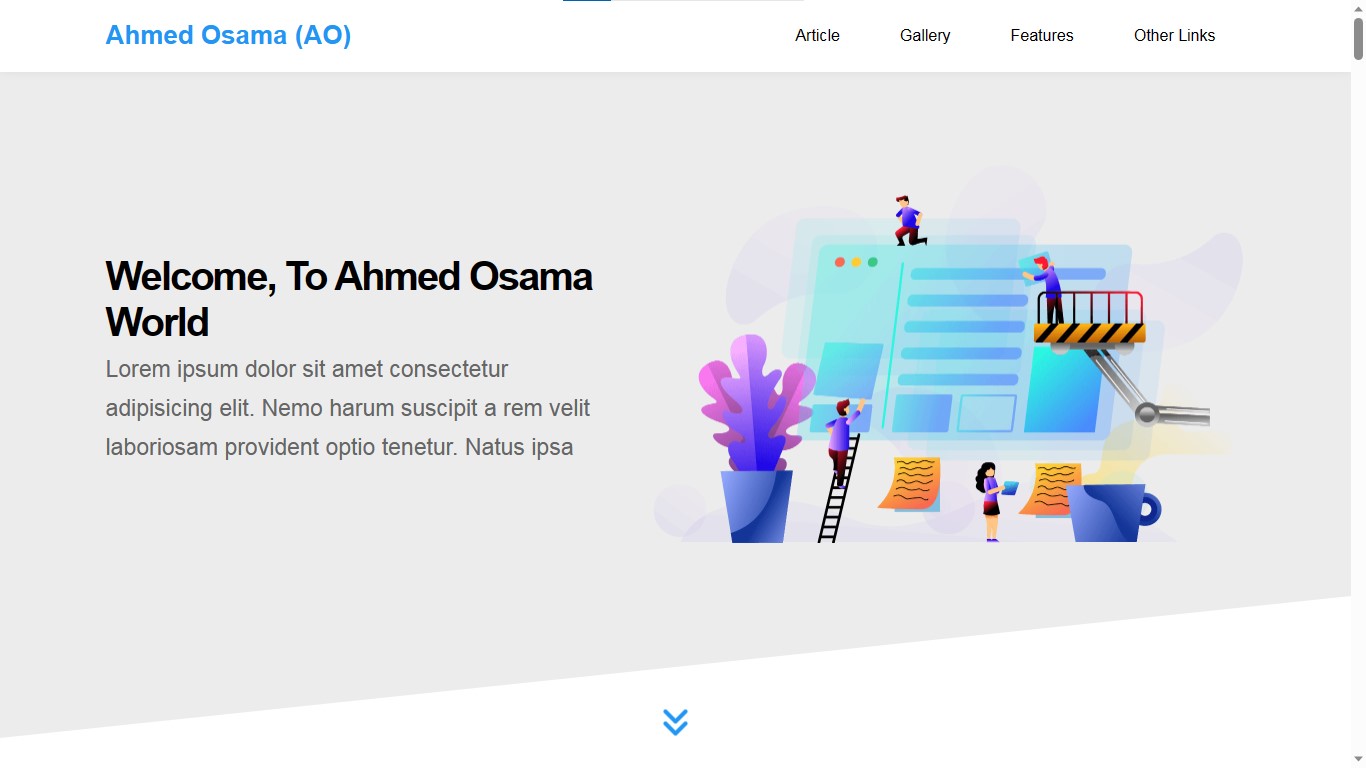 Ahmed Osama (AO)
Article
Gallery
Features
Other Links
Welcome, To Ahmed Osama
World
Lorem ipsum dolor sit amet consectetur
adipisicing elit. Nemo harum suscipit a rem velit
laboriosam provident optio tenetur. Natus ipsa